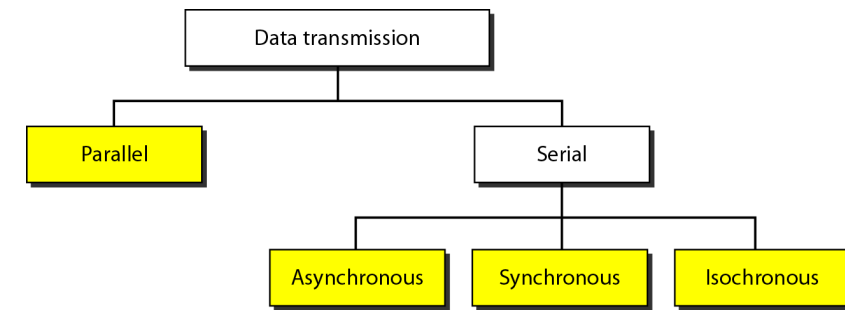 Data transmission
Parallel
Serial
Asynchronous
Synchronous
Isochronous